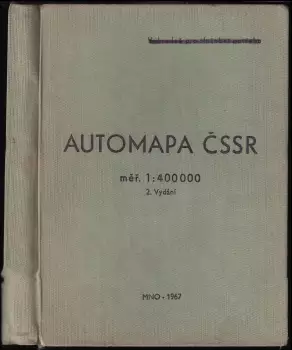 AUTOMAPA ČSSR
měř. 1:400000
2. Vydání
MNO - 1967